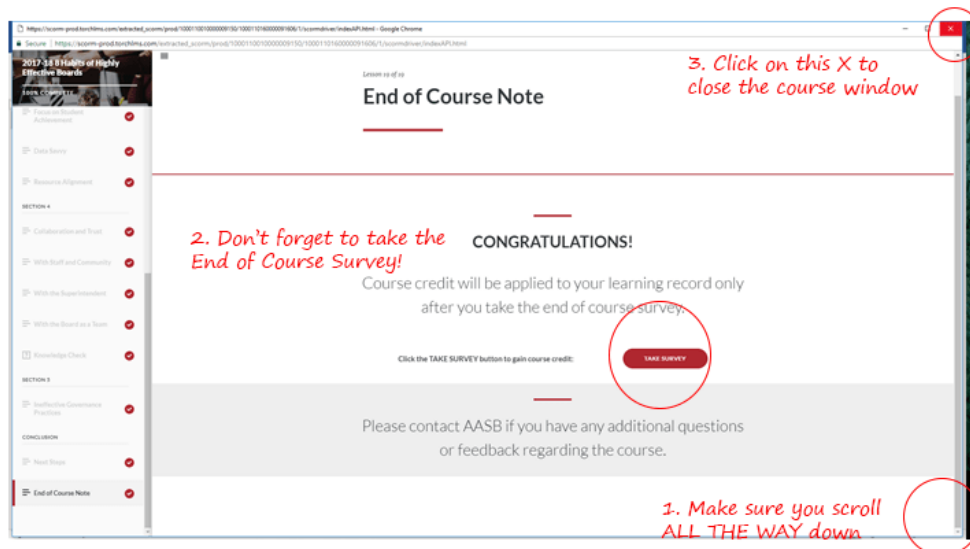 https://scorm-prod.torchlms.com/extracted_scorm/prod/1000110010000009150/1000110160000091606/1/scormdriver/indexAPI.html - Google Chrome
Secure | https://scorm-prod.torchlms.com/extracted_scorm/prod/1000110010000009150/1000110160000091606/1/scormdriver/indexAPI.html
2017-18 8 Habits of Highly
Effective Boards
100% COMPLETE
Focus on Student
Achievement
Data Savvy
Resource Alignment
SECTION 4
Collaboration and Trust
With Staff and Community
With the Superintendent
With the Board as a Team
Knowledge Check
SECTION 5
Ineffective Governance
Practices
CONCLUSION
Next Steps
End of Course Note
Lesson 19 of 19
End of Course Note
3. Click on this X to
close the course window
2. Don't forget to take the
End of Course Survey!
CONGRATULATIONS!
Course credit will be applied to your learning record only
after you take the end of course survey.
Click the TAKE SURVEY button to gain course credit:
TAKE SURVEY
Please contact AASB if you have any additional questions
or feedback regarding the course.
1. Make sure you scroll
ALL THE WAY down